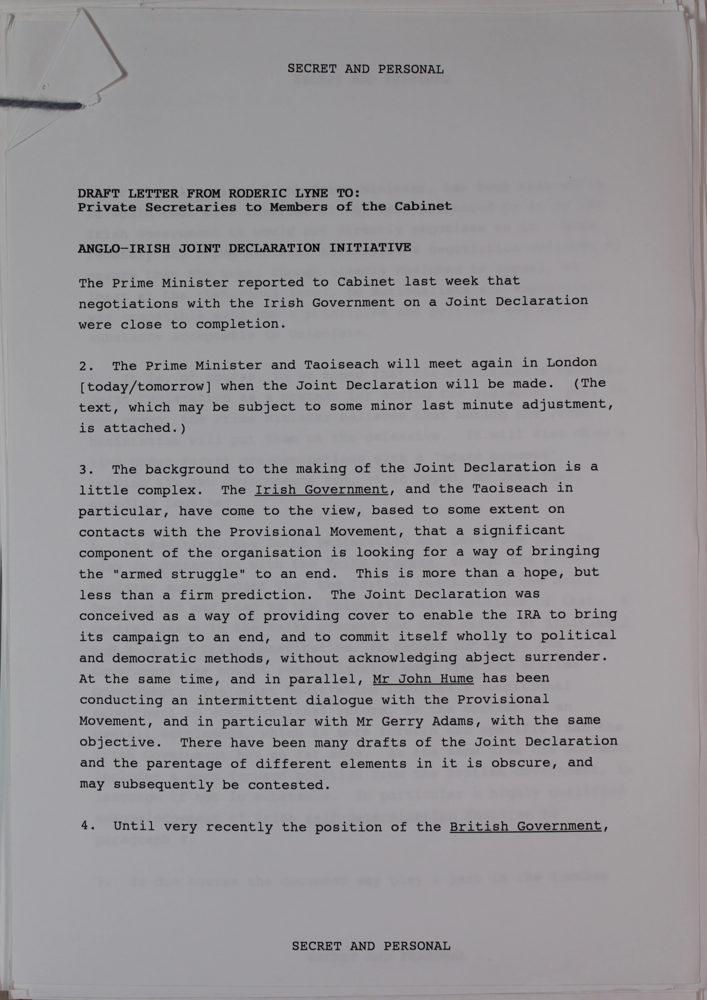 SECRET AND PERSONAL
DRAFT LETTER FROM RODERIC LYNE TO:
Private Secretaries to Members of the Cabinet
ANGLO-IRISH JOINT DECLARATION INITIATIVE
The Prime Minister reported to Cabinet last week that
negotiations with the Irish Government on a Joint Declaration
were close to completion.
2. The Prime Minister and Taoiseach will meet again in London
[today/tomorrow] when the Joint Declaration will be made. (The
text, which may be subject to some minor last minute adjustment,
is attached.)
3. The background to the making of the Joint Declaration is a
little complex. The Irish Government, and the Taoiseach in
particular, have come to the view, based to some extent on
contacts with the Provisional Movement, that a significant
component of the organisation is looking for a way of bringing
the "armed struggle" to an end. This is more than a hope, but
less than a firm prediction. The Joint Declaration was
conceived as a way of providing cover to enable the IRA to bring
its campaign to an end, and to commit itself wholly to political
and democratic methods, without acknowledging abject surrender.
At the same time, and in parallel, Mr John Hume has been
conducting an intermittent dialogue with the Provisional
Movement, and in particular with Mr Gerry Adams, with the same
objective. There have been many drafts of the Joint Declaration
and the parentage of different elements in it is obscure, and
may subsequently be contested.
4. Until very recently the position of the British Government,
SECRET AND PERSONAL